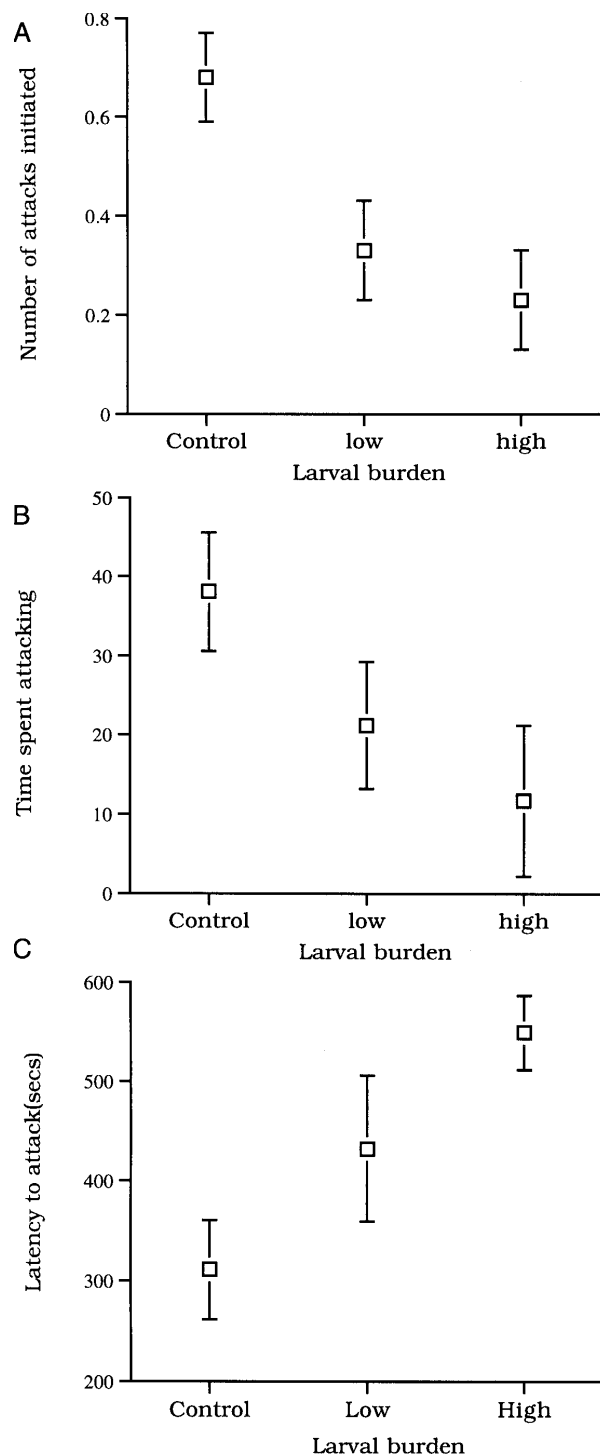 A
Number of attacks initiated
0.8
0.6
0.4
0.2
0
Control low high
Larval burden
B
Time spent attacking
50
40
30
20
10
0
Control low high
Larval burden
C
Latency to attack(secs)
600
500
400
300
200
Control Low High
Larval burden